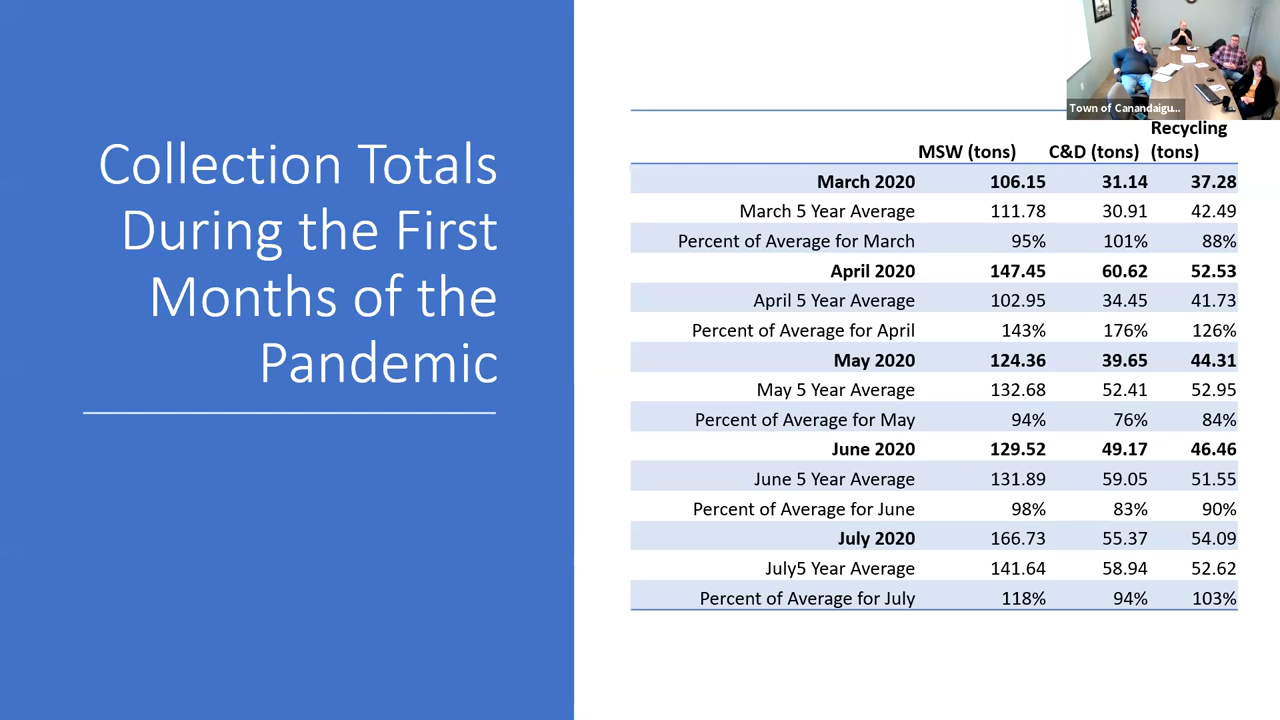 Collection Totals
During the First
Months of the
Pandemic
Town of Canandaigu...
MSW (tons) C&D (tons) Recycling (tons)
March 2020 106.15 31.14 37.28
March 5 Year Average 111.78 30.91 42.49
Percent of Average for March 95% 101% 88%
April 2020 147.45 60.62 52.53
April 5 Year Average 102.95 34.45 41.73
Percent of Average for April 143% 176% 126%
May 2020 124.36 39.65 44.31
May 5 Year Average 132.68 52.41 52.95
Percent of Average for May 94% 76% 84%
June 2020 129.52 49.17 46.46
June 5 Year Average 131.89 59.05 51.55
Percent of Average for June 98% 83% 90%
July 2020 166.73 55.37 54.09
July5 Year Average 141.64 58.94 52.62
Percent of Average for July 118% 94% 103%